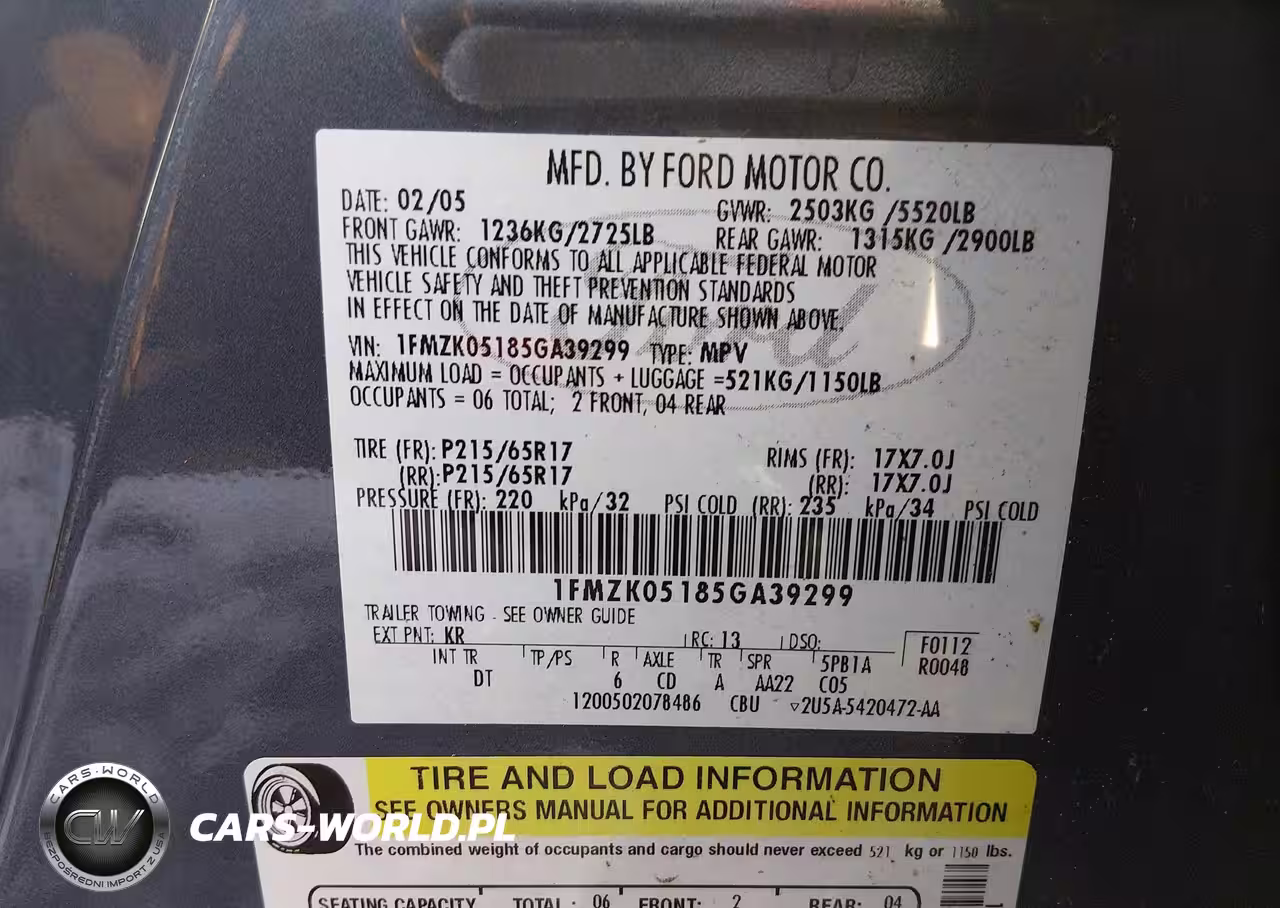 MFD. BY FORD MOTOR CO.
DATE: 02/05 GVWR: 2503KG /5520LB
FRONT GAWR: 1236KG/2725LB REAR GAWR: 1315KG /2900LB
THIS VEHICLE CONFORMS TO ALL APPLICABLE FEDERAL MOTOR
VEHICLE SAFETY AND THEFT PREVENTION STANDARDS
IN EFFECT ON THE DATE OF MANUFACTURE SHOWN ABOVE.
VIN: 1FMZK05185GA39299 TYPE: MPV
MAXIMUM LOAD = OCCUPANTS + LUGGAGE =521KG/1150LB
OCCUPANTS = 06 TOTAL; 2 FRONT, 04 REAR
TIRE (FR): P215/65R17 RIMS (FR): 17X7.0J
(RR): P215/65R17 (RR): 17X7.0J
PRESSURE (FR): 220 kPa/32 PSI COLD (RR): 235 kPa/34 PSI COLD
1FMZK05185GA39299
TRAILER TOWING - SEE OWNER GUIDE
EXT PNT: KR RC: 13 DSO: F0112
INT TR TP/PS R AXLE TR SPR 5PB1A R0048
DT 6 CD A AA22 C05
1200502078486 CBU ▽2U5A-5420472-AA
Ford
TIRE AND LOAD INFORMATION
SEE OWNERS MANUAL FOR ADDITIONAL INFORMATION
The combined weight of occupants and cargo should never exceed 521 kg or 1150 lbs.
SEATING CAPACITY TOTAL: 06 FRONT: 2 REAR: 04
CARS-WORLD
CW
BEZPOŚREDNI IMPORT Z USA
CARS-WORLD.PL